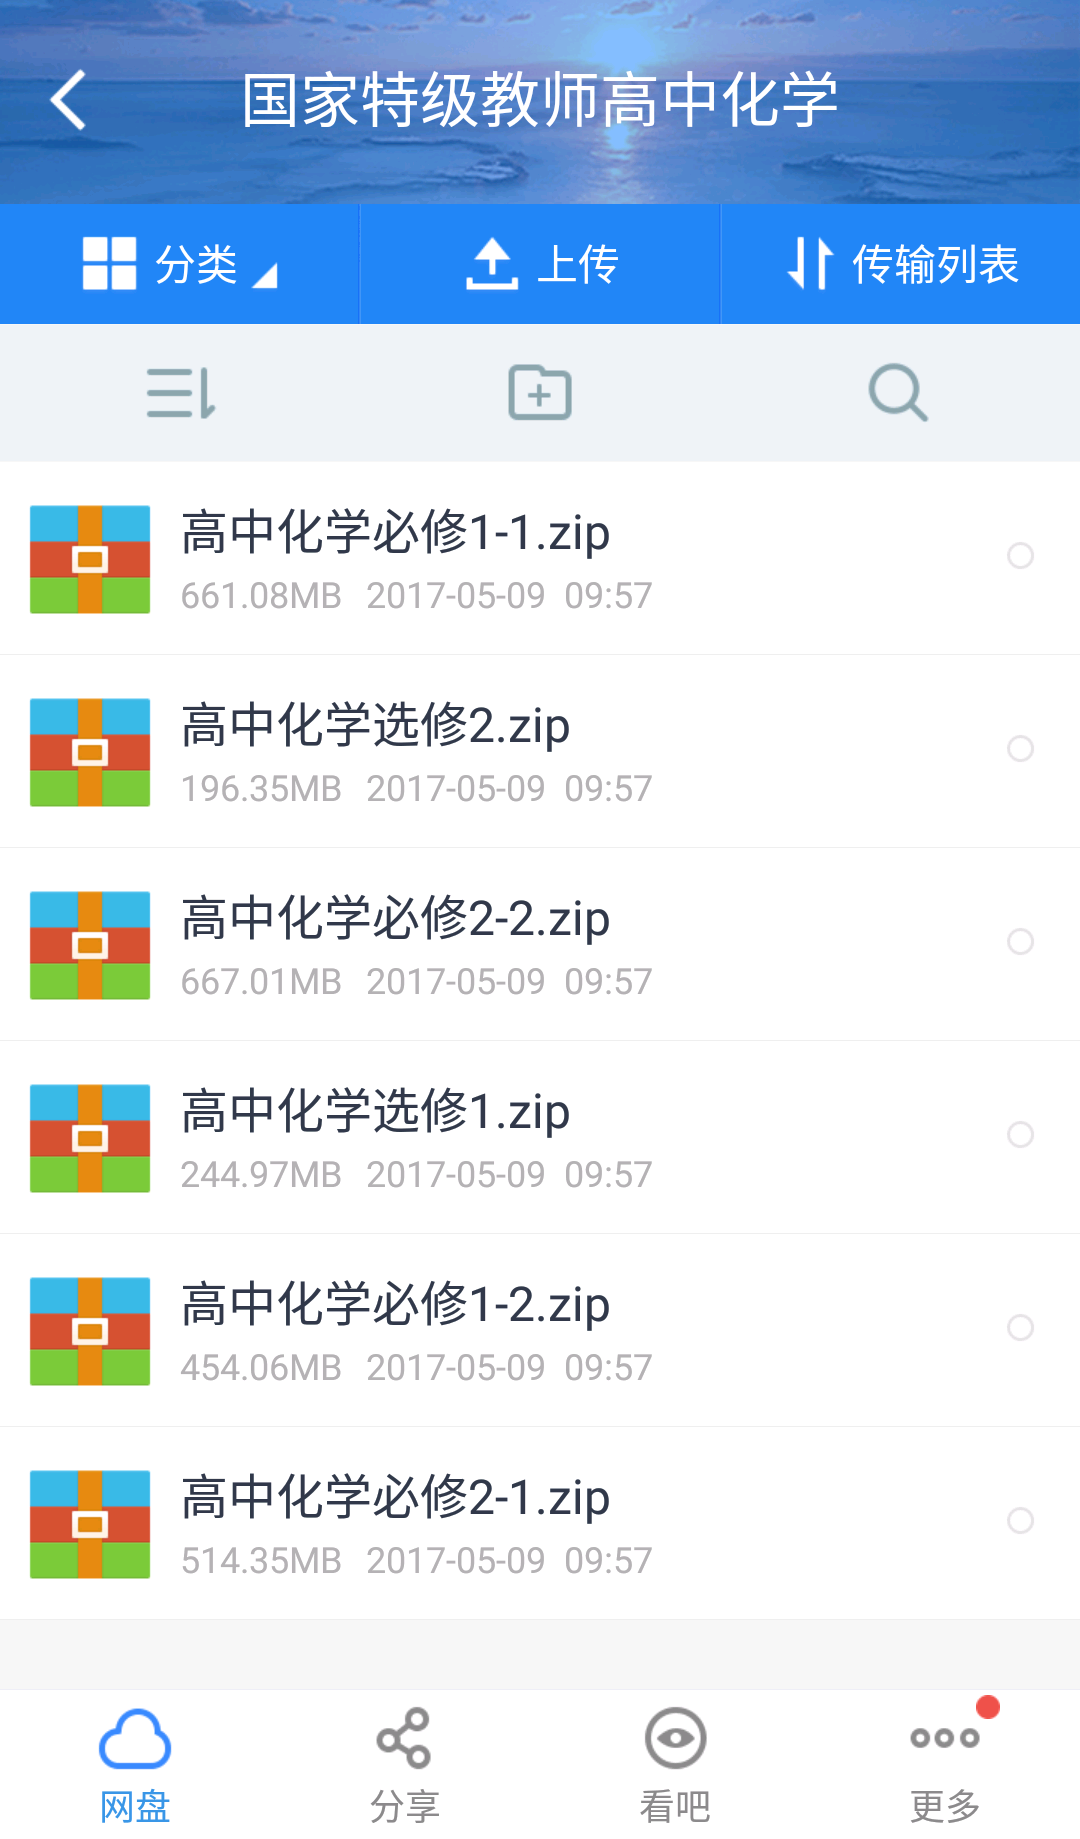 国家特级教师高中化学
分类 上传 传输列表
高中化学必修1-1.zip
661.08MB 2017-05-09 09:57
高中化学选修2.zip
196.35MB 2017-05-09 09:57
高中化学必修2-2.zip
667.01MB 2017-05-09 09:57
高中化学选修1.zip
244.97MB 2017-05-09 09:57
高中化学必修1-2.zip
454.06MB 2017-05-09 09:57
高中化学必修2-1.zip
514.35MB 2017-05-09 09:57
网盘 分享 看吧 更多